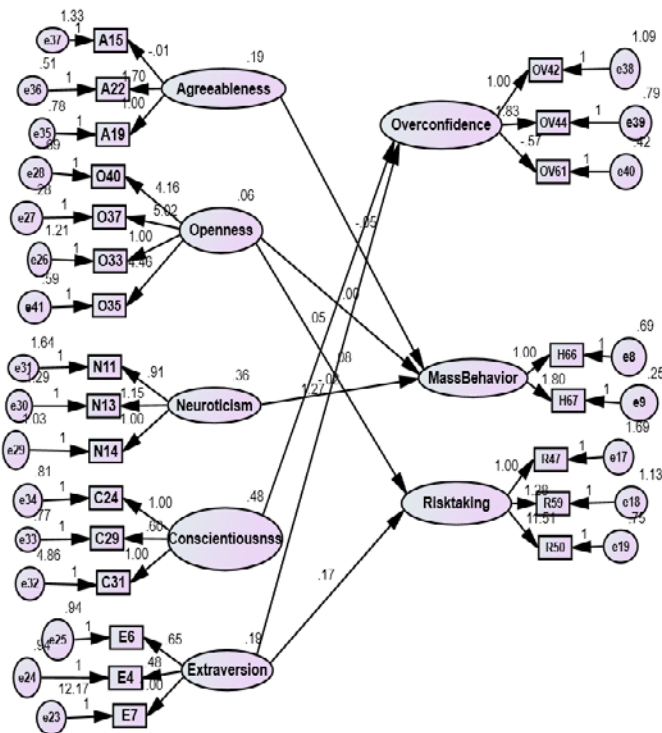 1.33
e37 1 A15 -.01
.51
e36 1 A22 1.70 Agreeableness .19
.78
e35 1 A19 1.00
e28 1 O40 4.16
.28
e27 1 O37 5.02 Openness .06
1.21
e26 1 O33 1.00
.59 4.46
e41 1 O35
1.64
e31 1 N11 .91
1.29
e30 1 N13 1.15 Neuroticism .36
1.03
e29 1 N14 1.00
.81
e34 1 C24 1.00
.77
e33 1 C29 Conscientiousnss .48
4.86
e32 1 C31 1.00
.94
e25 1 E6 .65
.94
e24 1 E4 .48 Extraversion .19
12.17
e23 1 E7 1.00
-.05
.00
.05
.08
1.27
.17
1.09
Overconfidence 1.00 OV42 1 e38
.79
1.83 OV44 1 e39
.42
-.57 OV61 1 e40
.69
MassBehavior 1.00 H66 1 e8
.25
1.80 H67 1 e9
1.69
Risktaking 1.00 R47 1 e17
1.13
R59 1 e18
.75
11.51 R50 1 e19